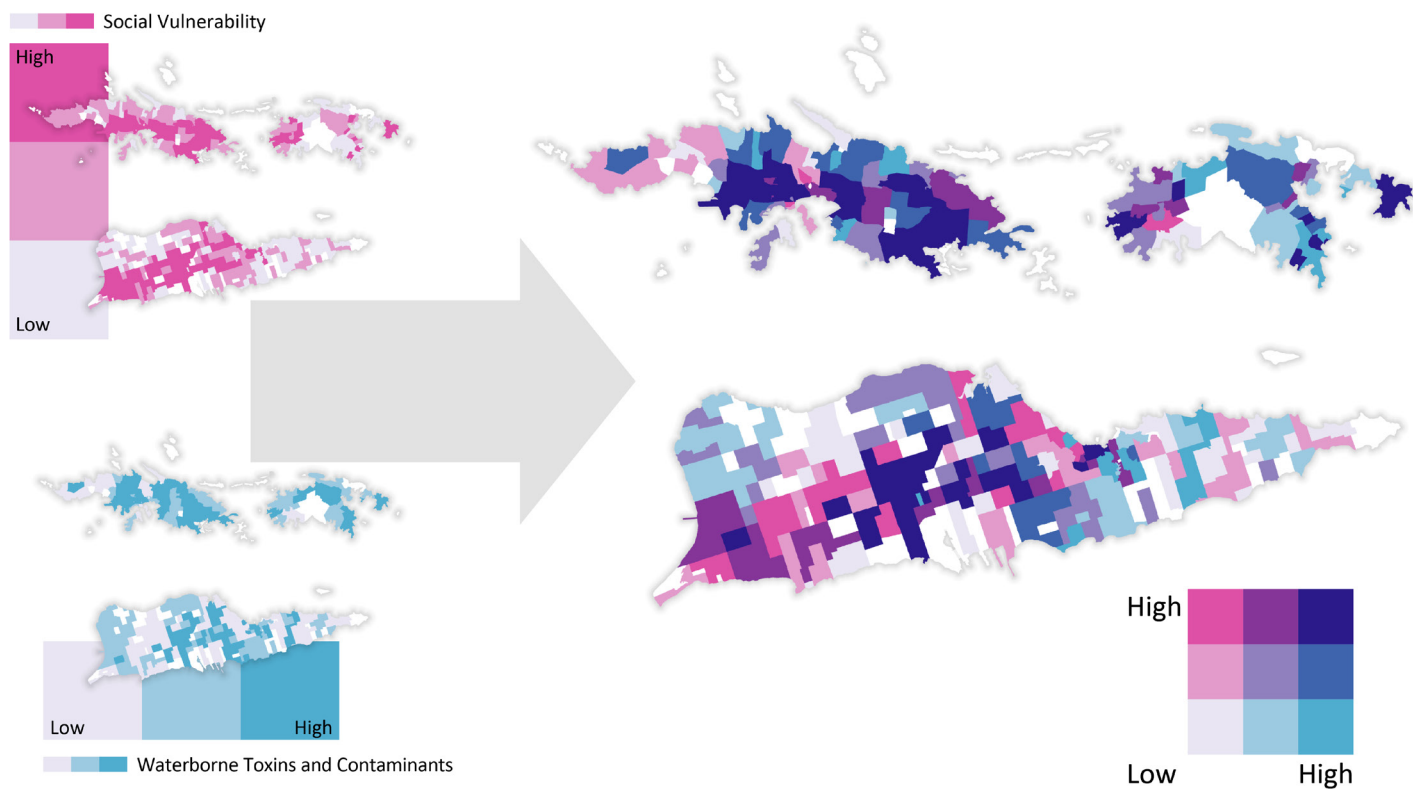 Social Vulnerability
High
Low
Low
High
Waterborne Toxins and Contaminants
High
Low
High